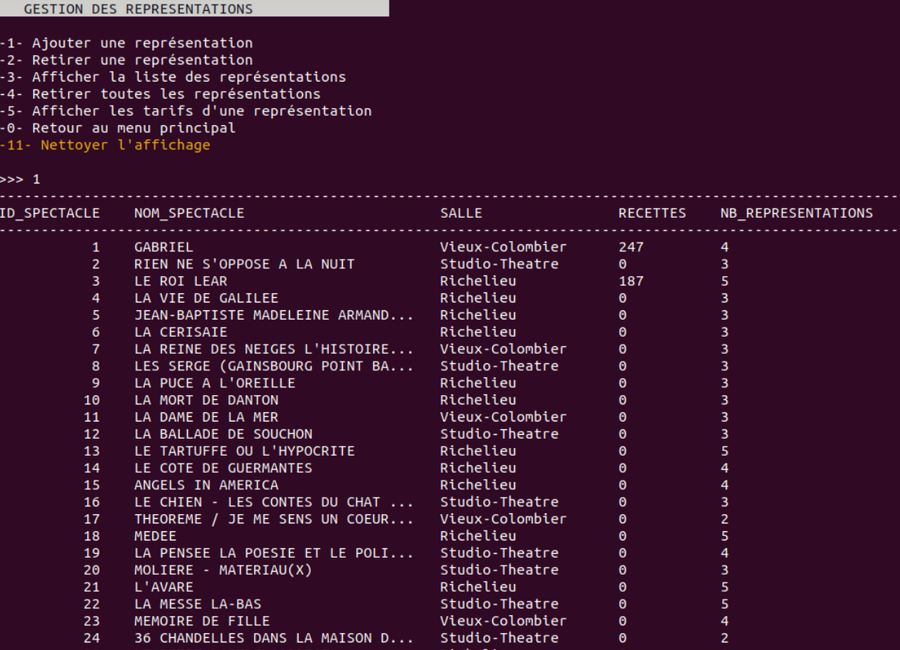 GESTION DES REPRESENTATIONS
-1- Ajouter une représentation
-2- Retirer une représentation
-3- Afficher la liste des représentations
-4- Retirer toutes les représentations
-5- Afficher les tarifs d'une représentation
-0- Retour au menu principal
-11- Nettoyer l'affichage
>>> 1
ID_SPECTACLE NOM_SPECTACLE SALLE RECETTES NB_REPRESENTATIONS
1 GABRIEL Vieux-Colombier 247 4
2 RIEN NE S'OPPOSE A LA NUIT Studio-Theatre 0 3
3 LE ROI LEAR Richelieu 187 5
4 LA VIE DE GALILEE Richelieu 0 3
5 JEAN-BAPTISTE MADELEINE ARMAND... Richelieu 0 3
6 LA CERISAIE Richelieu 0 3
7 LA REINE DES NEIGES L'HISTOIRE... Vieux-Colombier 0 3
8 LES SERGE (GAINSBOURG POINT BA... Studio-Theatre 0 3
9 LA PUCE A L'OREILLE Richelieu 0 3
10 LA MORT DE DANTON Richelieu 0 3
11 LA DAME DE LA MER Vieux-Colombier 0 3
12 LA BALLADE DE SOUCHON Studio-Theatre 0 3
13 LE TARTUFFE OU L'HYPOCRITE Richelieu 0 5
14 LE COTE DE GUERMANTES Richelieu 0 4
15 ANGELS IN AMERICA Richelieu 0 4
16 LE CHIEN - LES CONTES DU CHAT ... Studio-Theatre 0 3
17 THEOREME / JE ME SENS UN COEUR... Vieux-Colombier 0 2
18 MEDEE Richelieu 0 5
19 LA PENSEE LA POESIE ET LE POLI... Studio-Theatre 0 4
20 MOLIERE - MATERIAU(X) Studio-Theatre 0 3
21 L'AVARE Richelieu 0 5
22 LA MESSE LA-BAS Studio-Theatre 0 5
23 MEMOIRE DE FILLE Vieux-Colombier 0 4
24 36 CHANDELLES DANS LA MAISON D... Studio-Theatre 0 2